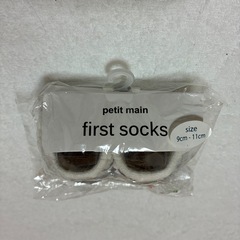 petit main
first socks
size
9cm - 11cm